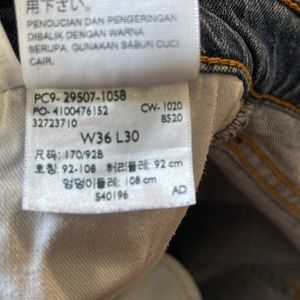 用下さい。
PENCUCIAN DAN PENGERINGAN
DIBALIK DENGAN WARNA
SERUPA, GUNAKAN SABUN CUCI
CAIR.
PC9- 29507-1058
PO- 4100476152 CW-1020
32723710 8520
W36 L30
尺码: 170/92B
호칭: 92-108 허리둘레: 92 cm
엉덩이둘레: 108 cm
S40196 AD